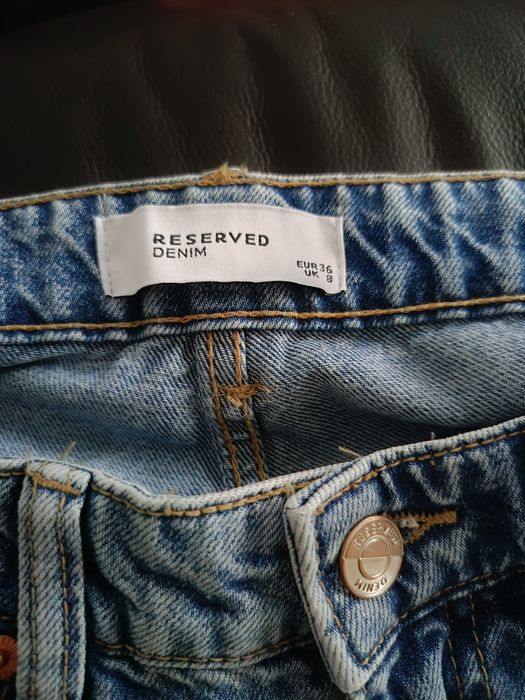 RESERVED
DENIM
EUR 36
UK 8
RESERVED
DENIM